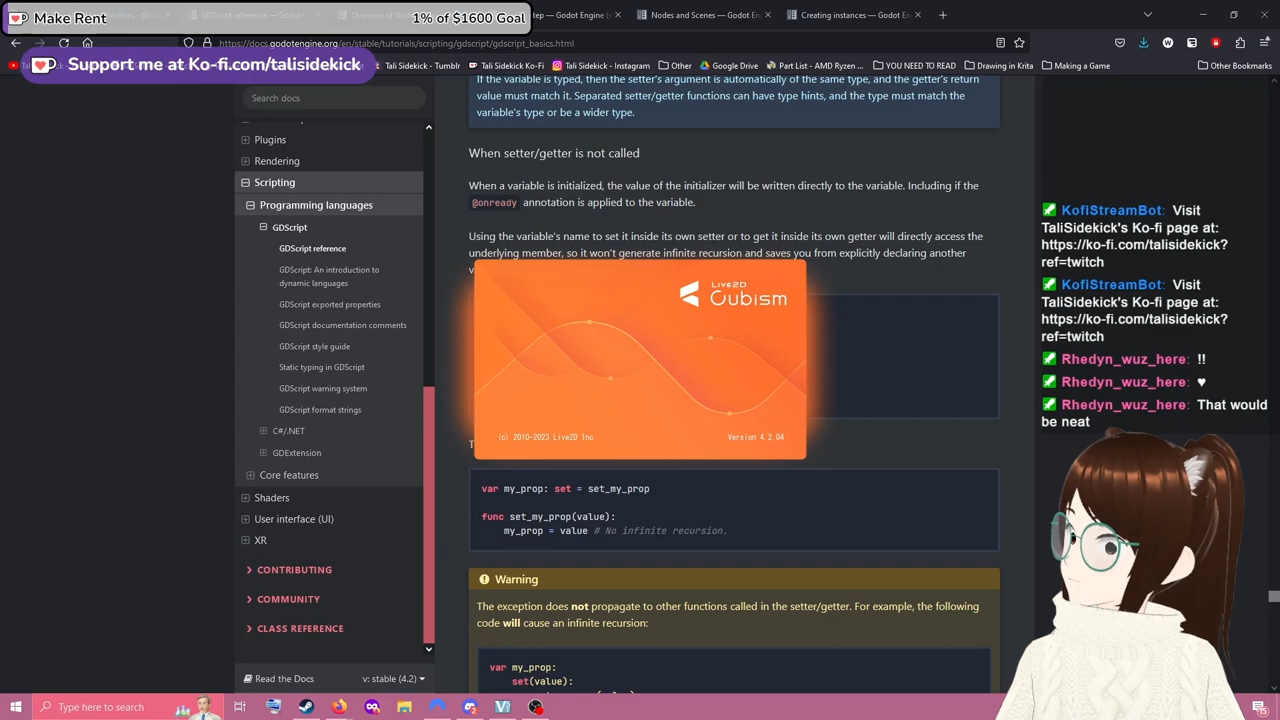 Make Rent
1% of $1600 Goal
GDScript reference — Godot
Overview of Go
tep — Godot Engine (
Nodes and Scenes — Godot E
Creating instances — Godot E
https://docs.godotengine.org/en/stable/tutorials/scripting/gdscript/gdscript_basics.html
Support me at Ko-fi.com/talisidekick
Tali Sidekick - Tumblr
Tali Sidekick Ko-Fi
Tali Sidekick - Instagram
Other
Google Drive
Part List - AMD Ryzen ...
YOU NEED TO READ
Drawing in Krita
Making a Game
Other Bookmarks
Search docs
Plugins
Rendering
Scripting
Programming languages
GDScript
GDScript reference
GDScript: An introduction to
dynamic languages
GDScript exported properties
GDScript documentation comments
GDScript style guide
Static typing in GDScript
GDScript warning system
GDScript format strings
C#/.NET
GDExtension
Core features
Shaders
User interface (UI)
XR
CONTRIBUTING
COMMUNITY
CLASS REFERENCE
Read the Docs
v: stable (4.2)
If the variable is typed, then the setter's argument is automatically of the same type, and the getter's return
value must match it. Separated setter/getter functions can have type hints, and the type must match the
variable's type or be a wider type.
When setter/getter is not called
When a variable is initialized, the value of the initializer will be written directly to the variable. Including if the
@onready annotation is applied to the variable.
Using the variable's name to set it inside its own setter or to get it inside its own getter will directly access the
underlying member, so it won't generate infinite recursion and saves you from explicitly declaring another
Live2D
Cubism
(c) 2010-2023 Live2D Inc.
Version 4.2.04
var my_prop: set = set_my_prop
func set_my_prop(value):
my_prop = value # No infinite recursion.
Warning
The exception does not propagate to other functions called in the setter/getter. For example, the following
code will cause an infinite recursion:
var my_prop:
set(value):
KofiStreamBot: Visit
TaliSidekick's Ko-fi page at:
https://ko-fi.com/talisidekick?
ref=twitch
KofiStreamBot: Visit
TaliSidekick's Ko-fi page at:
https://ko-fi.com/talisidekick?
ref=twitch
Rhedyn_wuz_here: !!
Rhedyn_wuz_here: ♥
Rhedyn_wuz_here: That would
be neat
Type here to search
15